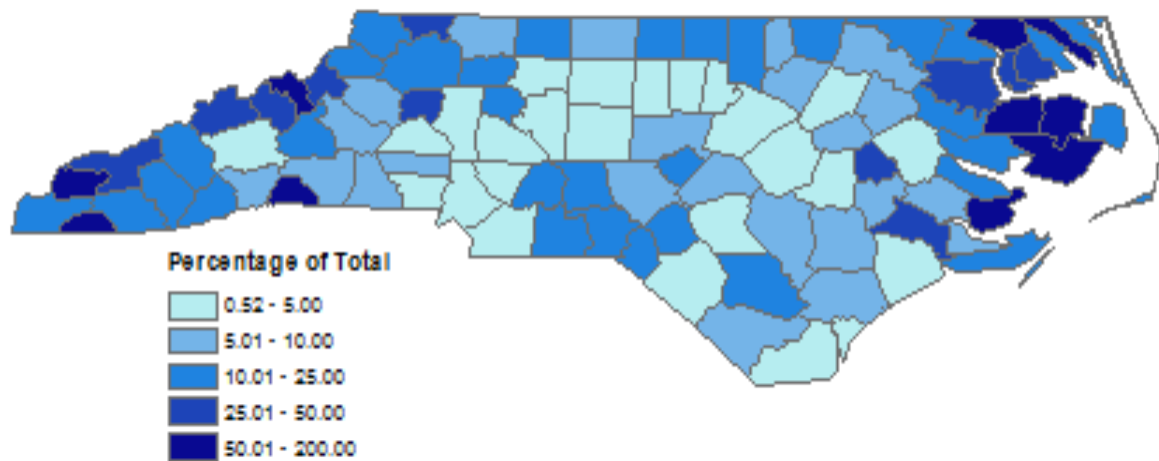 Percentage of Total
0.52 - 5.00
5.01 - 10.00
10.01 - 25.00
25.01 - 50.00
50.01 - 200.00